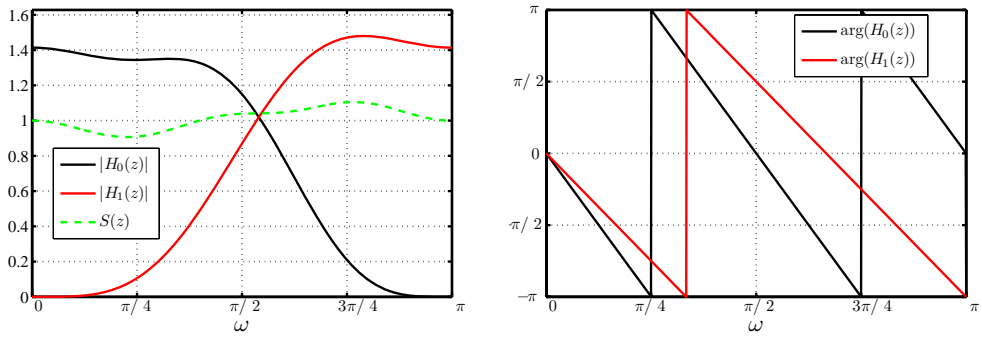 1.6
1.4
1.2
1
0.8
0.6
0.4
0.2
0
|H₀(z)|
|H₁(z)|
S(z)
0
π/ 4
π/ 2
3π/ 4
π
ω
π
π/ 2
0
π/ 2
−π
arg(H₀(z))
arg(H₁(z))
0
π/ 4
π/ 2
3π/ 4
π
ω